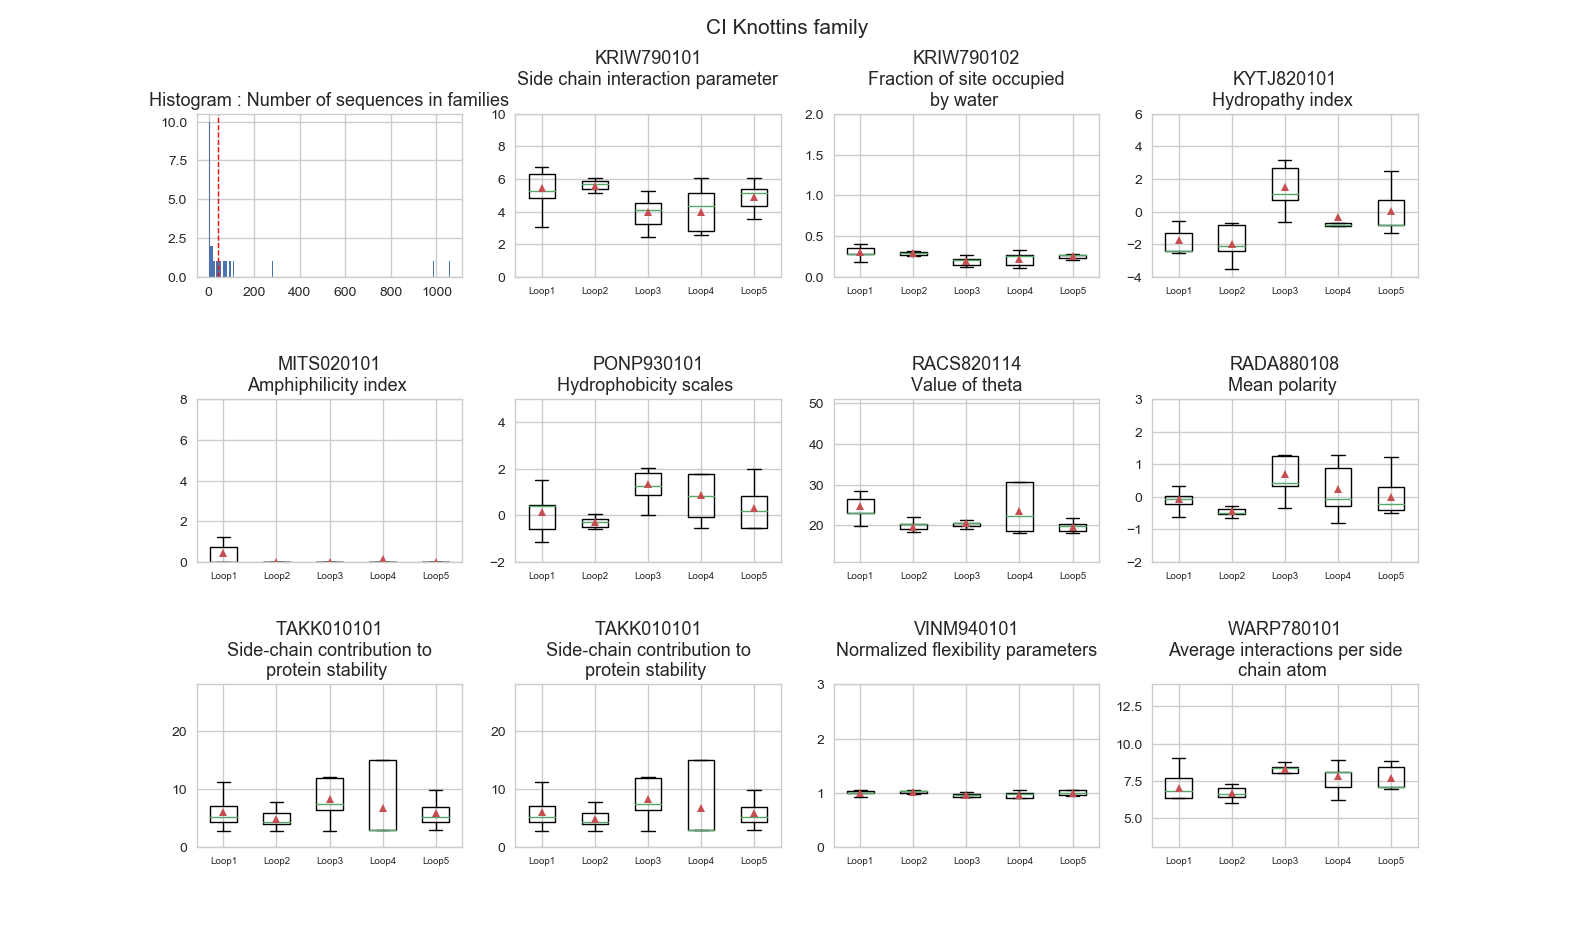 CI Knottins family
Histogram : Number of sequences in families
10.0
7.5
5.0
2.5
0.0
0 200 400 600 800 1000
KRIW790101
Side chain interaction parameter
10
8
6
4
2
0
Loop1 Loop2 Loop3 Loop4 Loop5
KRIW790102
Fraction of site occupied
by water
2.0
1.5
1.0
0.5
0.0
Loop1 Loop2 Loop3 Loop4 Loop5
KYTJ820101
Hydropathy index
6
4
2
0
−2
−4
Loop1 Loop2 Loop3 Loop4 Loop5
MITS020101
Amphiphilicity index
8
6
4
2
0
Loop1 Loop2 Loop3 Loop4 Loop5
PONP930101
Hydrophobicity scales
4
2
0
−2
Loop1 Loop2 Loop3 Loop4 Loop5
RACS820114
Value of theta
50
40
30
20
Loop1 Loop2 Loop3 Loop4 Loop5
RADA880108
Mean polarity
3
2
1
0
−1
−2
Loop1 Loop2 Loop3 Loop4 Loop5
TAKK010101
Side-chain contribution to
protein stability
20
10
0
Loop1 Loop2 Loop3 Loop4 Loop5
TAKK010101
Side-chain contribution to
protein stability
20
10
0
Loop1 Loop2 Loop3 Loop4 Loop5
VINM940101
Normalized flexibility parameters
3
2
1
0
Loop1 Loop2 Loop3 Loop4 Loop5
WARP780101
Average interactions per side
chain atom
12.5
10.0
7.5
5.0
Loop1 Loop2 Loop3 Loop4 Loop5